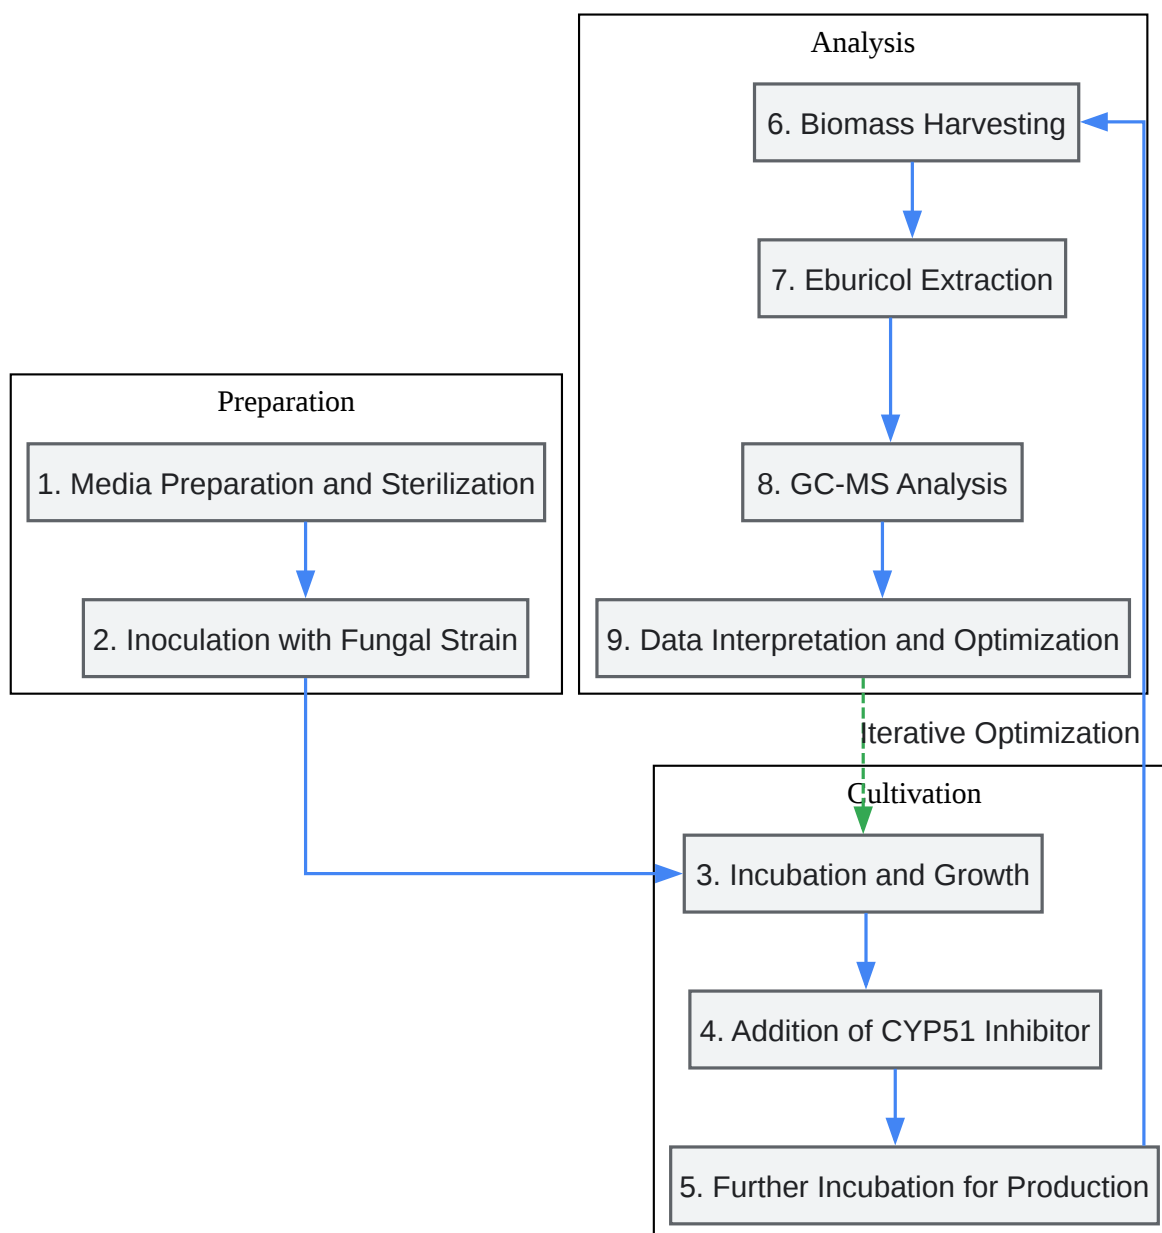 Preparation
1. Media Preparation and Sterilization
2. Inoculation with Fungal Strain
Analysis
6. Biomass Harvesting
7. Eburicol Extraction
8. GC-MS Analysis
9. Data Interpretation and Optimization
Iterative Optimization
Cultivation
3. Incubation and Growth
4. Addition of CYP51 Inhibitor
5. Further Incubation for Production